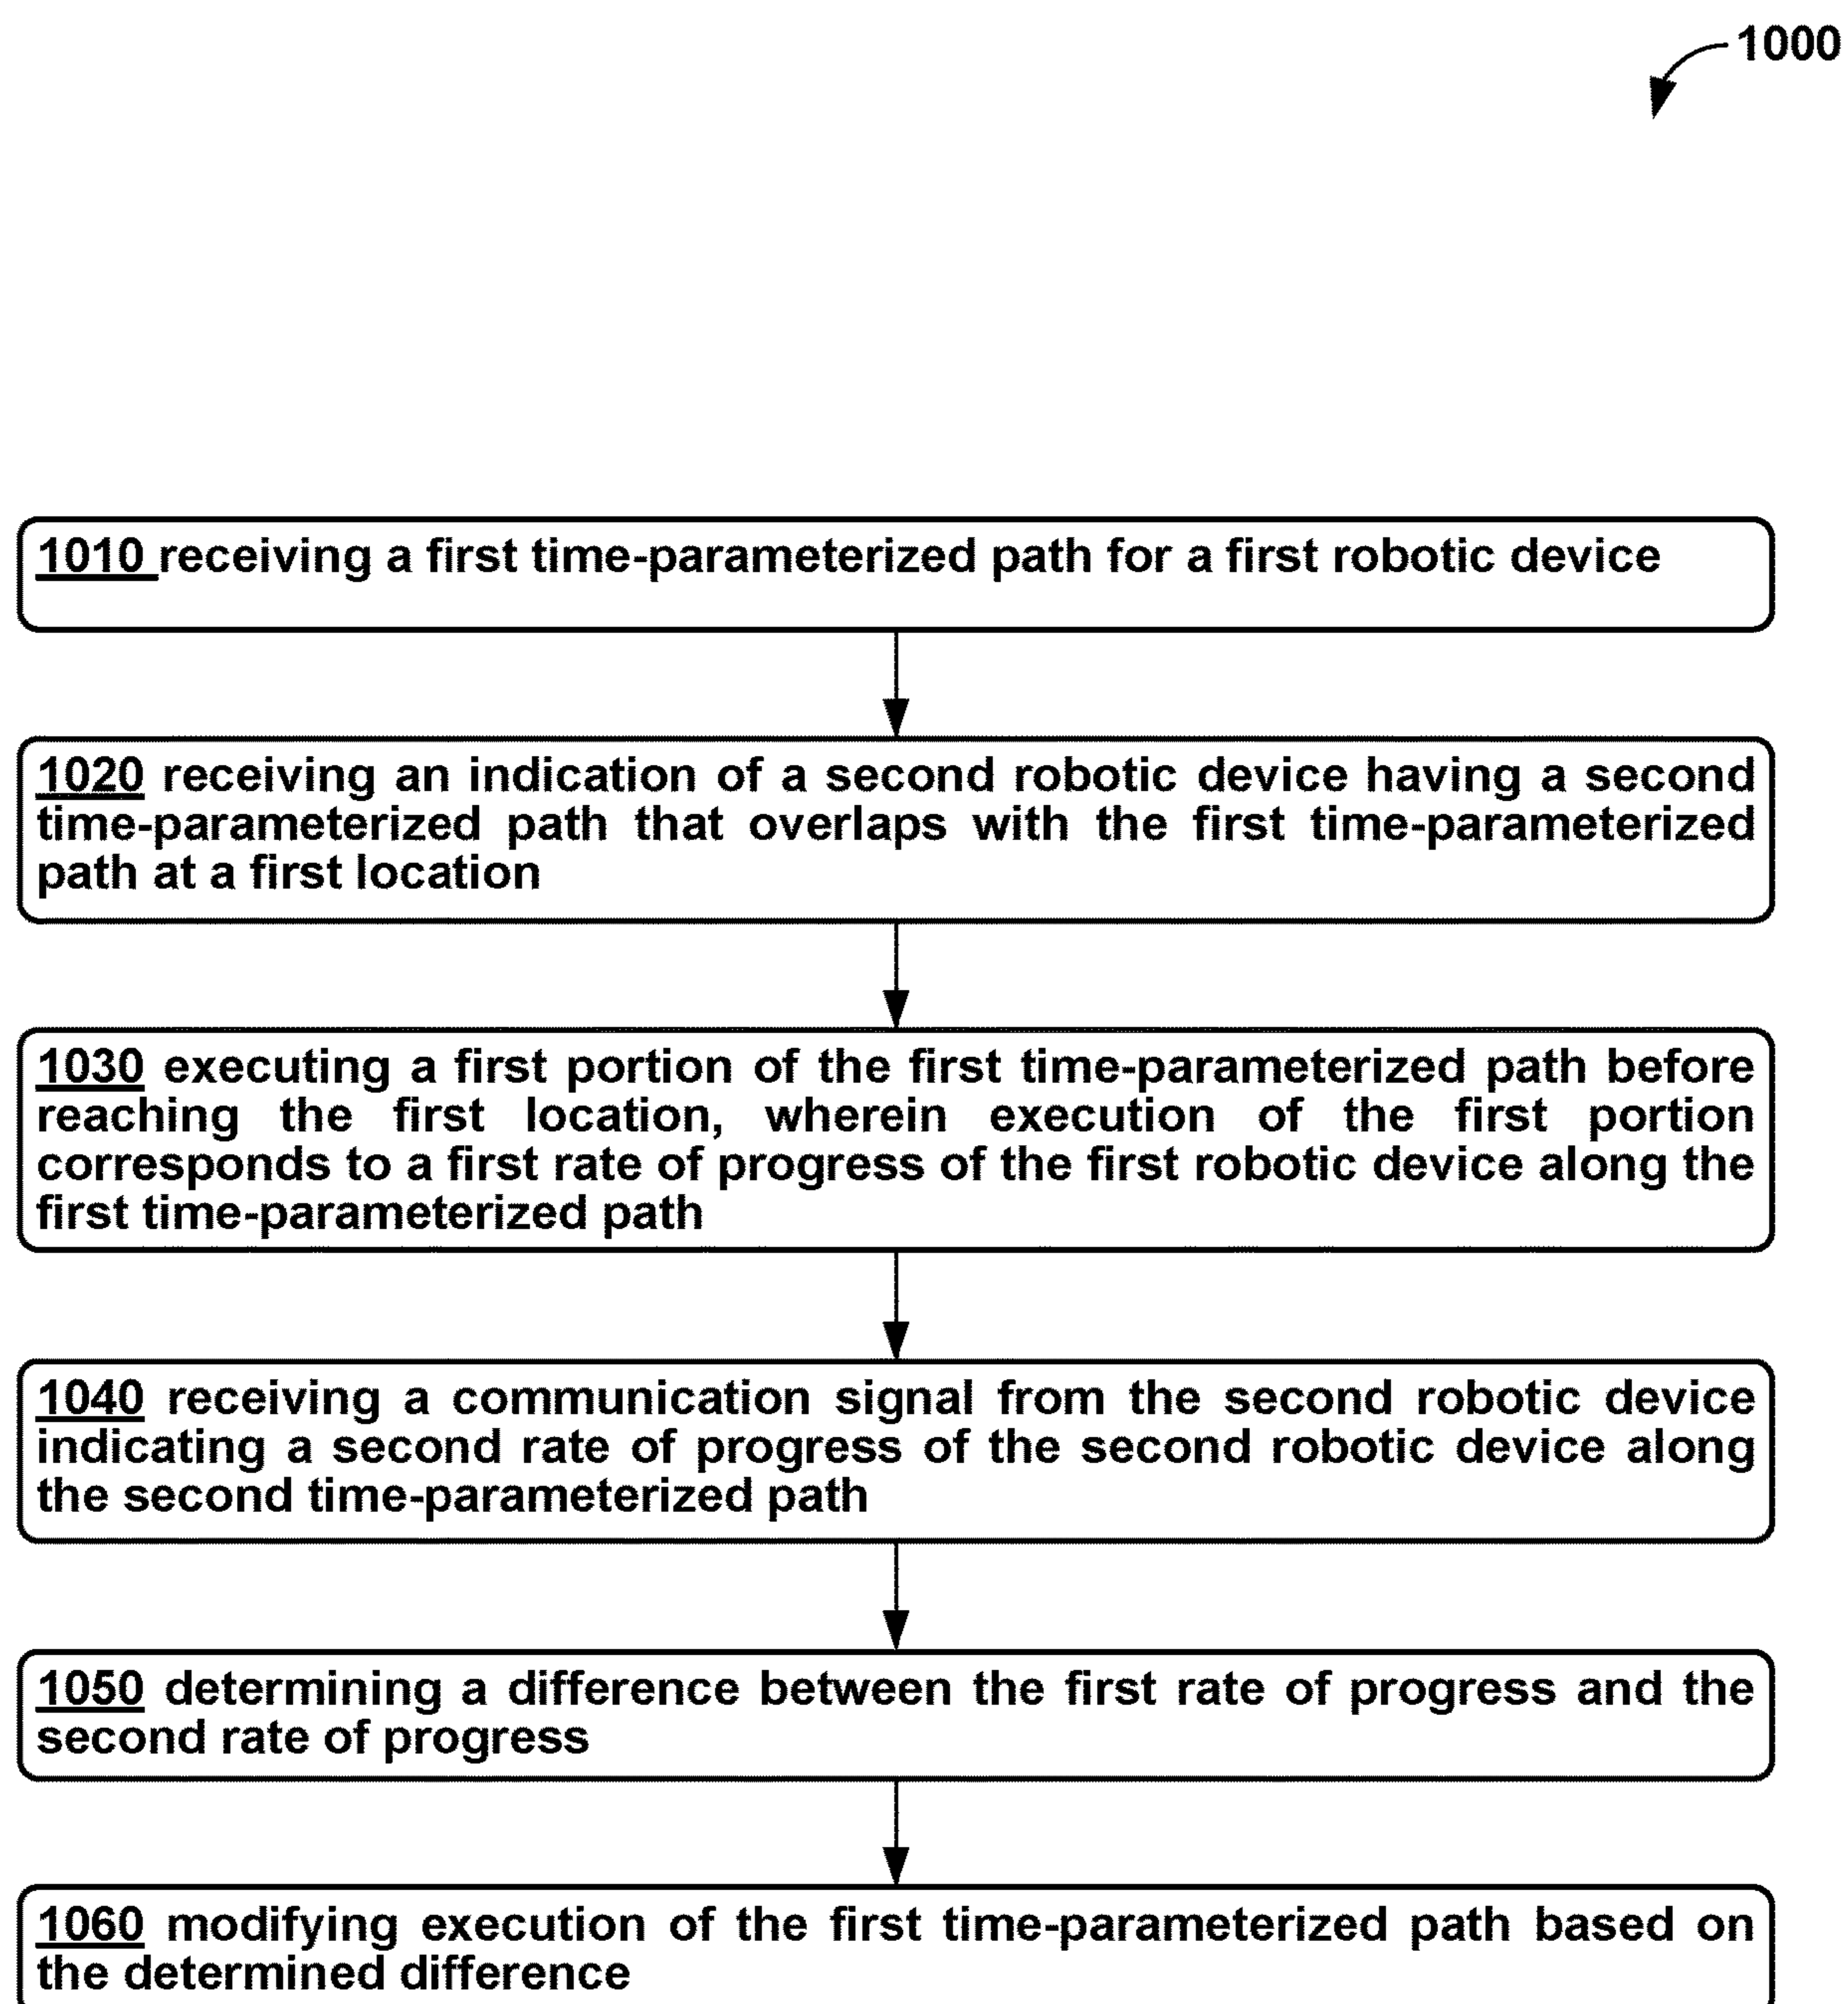 1000
1010 receiving a first time-parameterized path for a first robotic device
1020 receiving an indication of a second robotic device having a second
time-parameterized path that overlaps with the first time-parameterized
path at a first location
1030 executing a first portion of the first time-parameterized path before
reaching the first location, wherein execution of the first portion
corresponds to a first rate of progress of the first robotic device along the
first time-parameterized path
1040 receiving a communication signal from the second robotic device
indicating a second rate of progress of the second robotic device along
the second time-parameterized path
1050 determining a difference between the first rate of progress and the
second rate of progress
1060 modifying execution of the first time-parameterized path based on
the determined difference